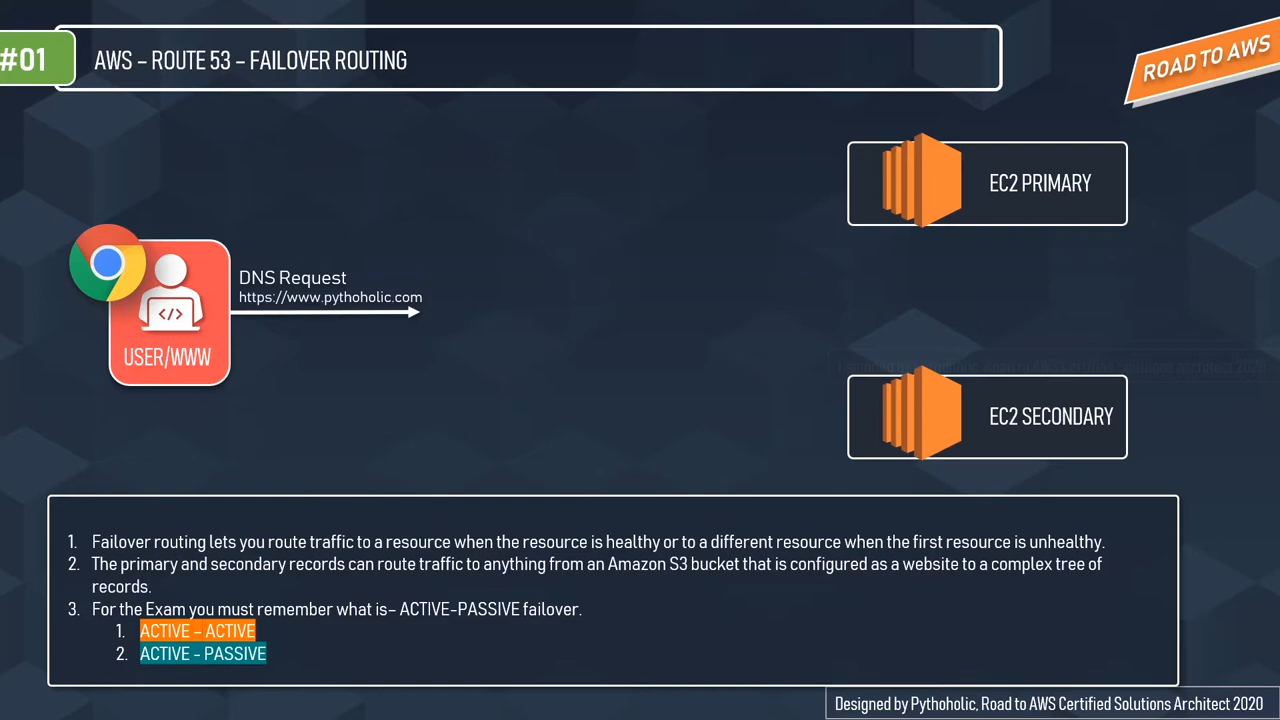 #01
AWS – ROUTE 53 – FAILOVER ROUTING
ROAD TO AWS
EC2 PRIMARY
DNS Request
https://www.pythoholic.com
</>
USER/WWW
EC2 SECONDARY
1. Failover routing lets you route traffic to a resource when the resource is healthy or to a different resource when the first resource is unhealthy.
2. The primary and secondary records can route traffic to anything from an Amazon S3 bucket that is configured as a website to a complex tree of
records.
3. For the Exam you must remember what is– ACTIVE-PASSIVE failover.
1. ACTIVE – ACTIVE
2. ACTIVE - PASSIVE
Designed by Pythoholic, Road to AWS Certified Solutions Architect 2020